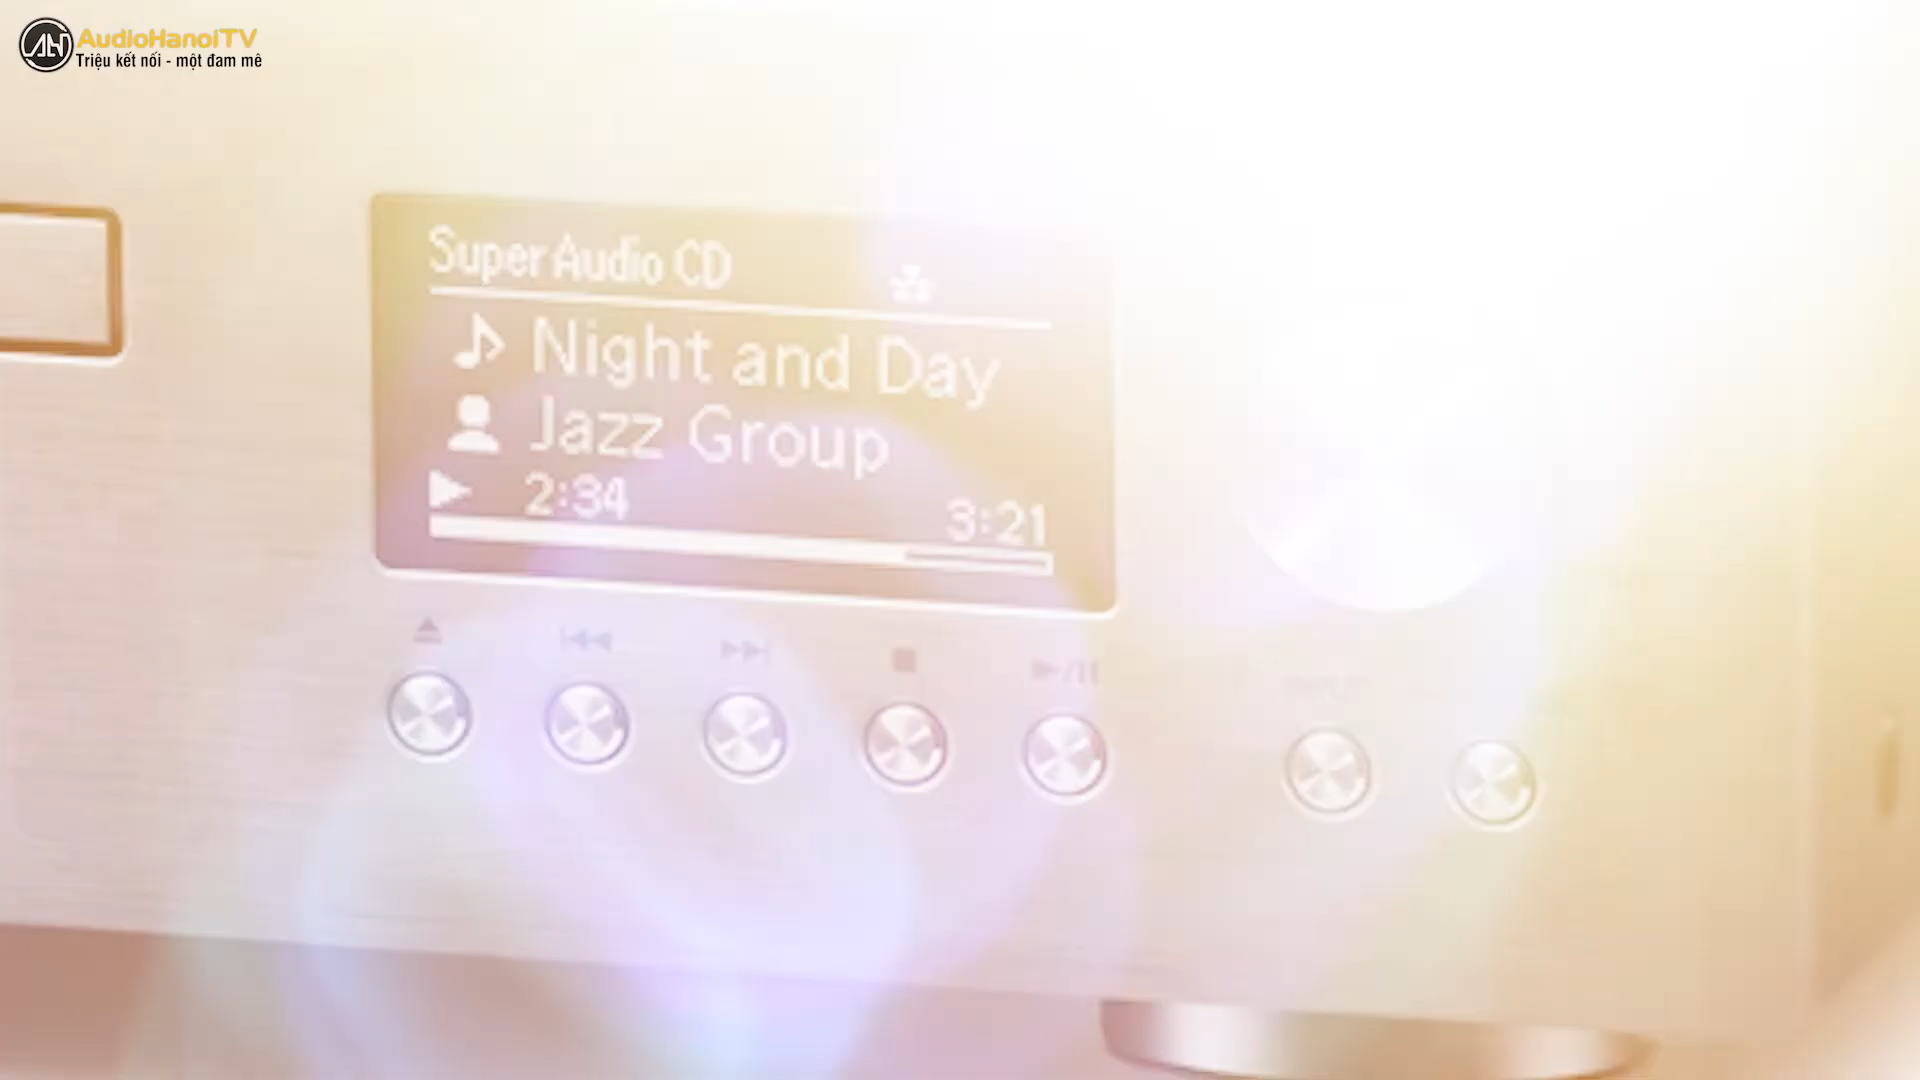 AudioHanoiTV
Triệu kết nối - một đam mê
Super Audio CD
Night and Day
Jazz Group
2:34
3:21
INPUT